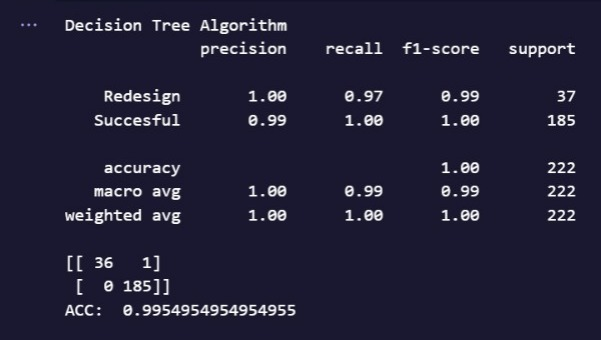 Decision Tree Algorithm
precision recall f1-score support
Redesign 1.00 0.97 0.99 37
Succesful 0.99 1.00 1.00 185
accuracy 1.00 222
macro avg 1.00 0.99 0.99 222
weighted avg 1.00 1.00 1.00 222
[[ 36 1]
[ 0 185]]
ACC: 0.9954954954954955